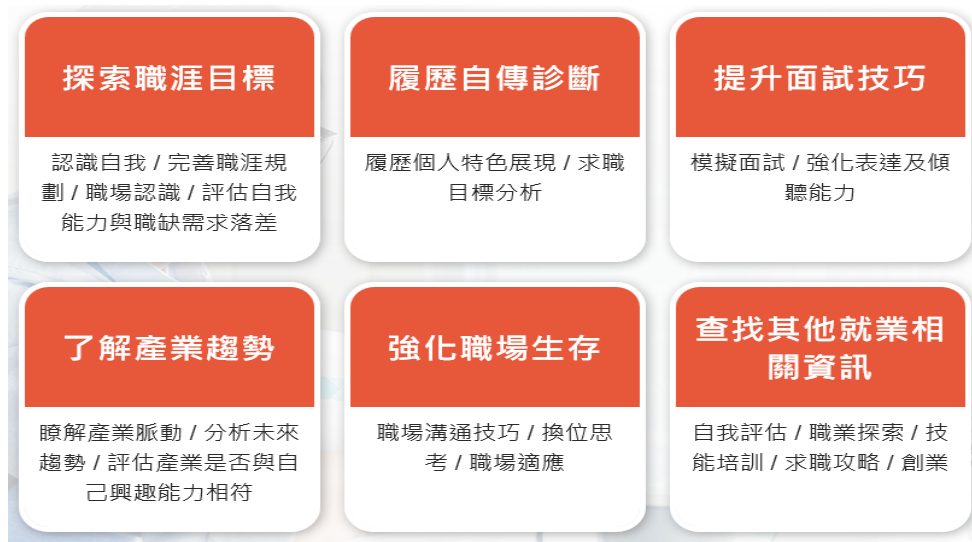 探索職涯目標
認識自我 / 完善職涯規
劃 / 職場認識 / 評估自我
能力與職缺需求落差
履歷自傳診斷
履歷個人特色展現 / 求職
目標分析
提升面試技巧
模擬面試 / 強化表達及傾
聽能力
了解產業趨勢
瞭解產業脈動 / 分析未來
趨勢 / 評估產業是否與自
己興趣能力相符
強化職場生存
職場溝通技巧 / 換位思
考 / 職場適應
查找其他就業相
關資訊
自我評估 / 職業探索 / 技
能培訓 / 求職攻略 / 創業